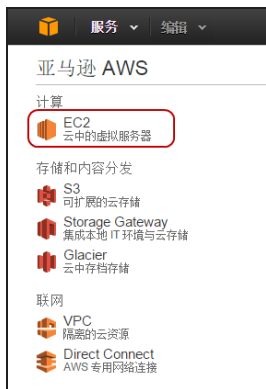 服务 编辑
亚马逊 AWS
计算
EC2
云中的虚拟服务器
存储和内容分发
S3
可扩展的云存储
Storage Gateway
集成本地 IT 环境与云存储
Glacier
云中存档存储
联网
VPC
隔离的云资源
Direct Connect
AWS 专用网络连接